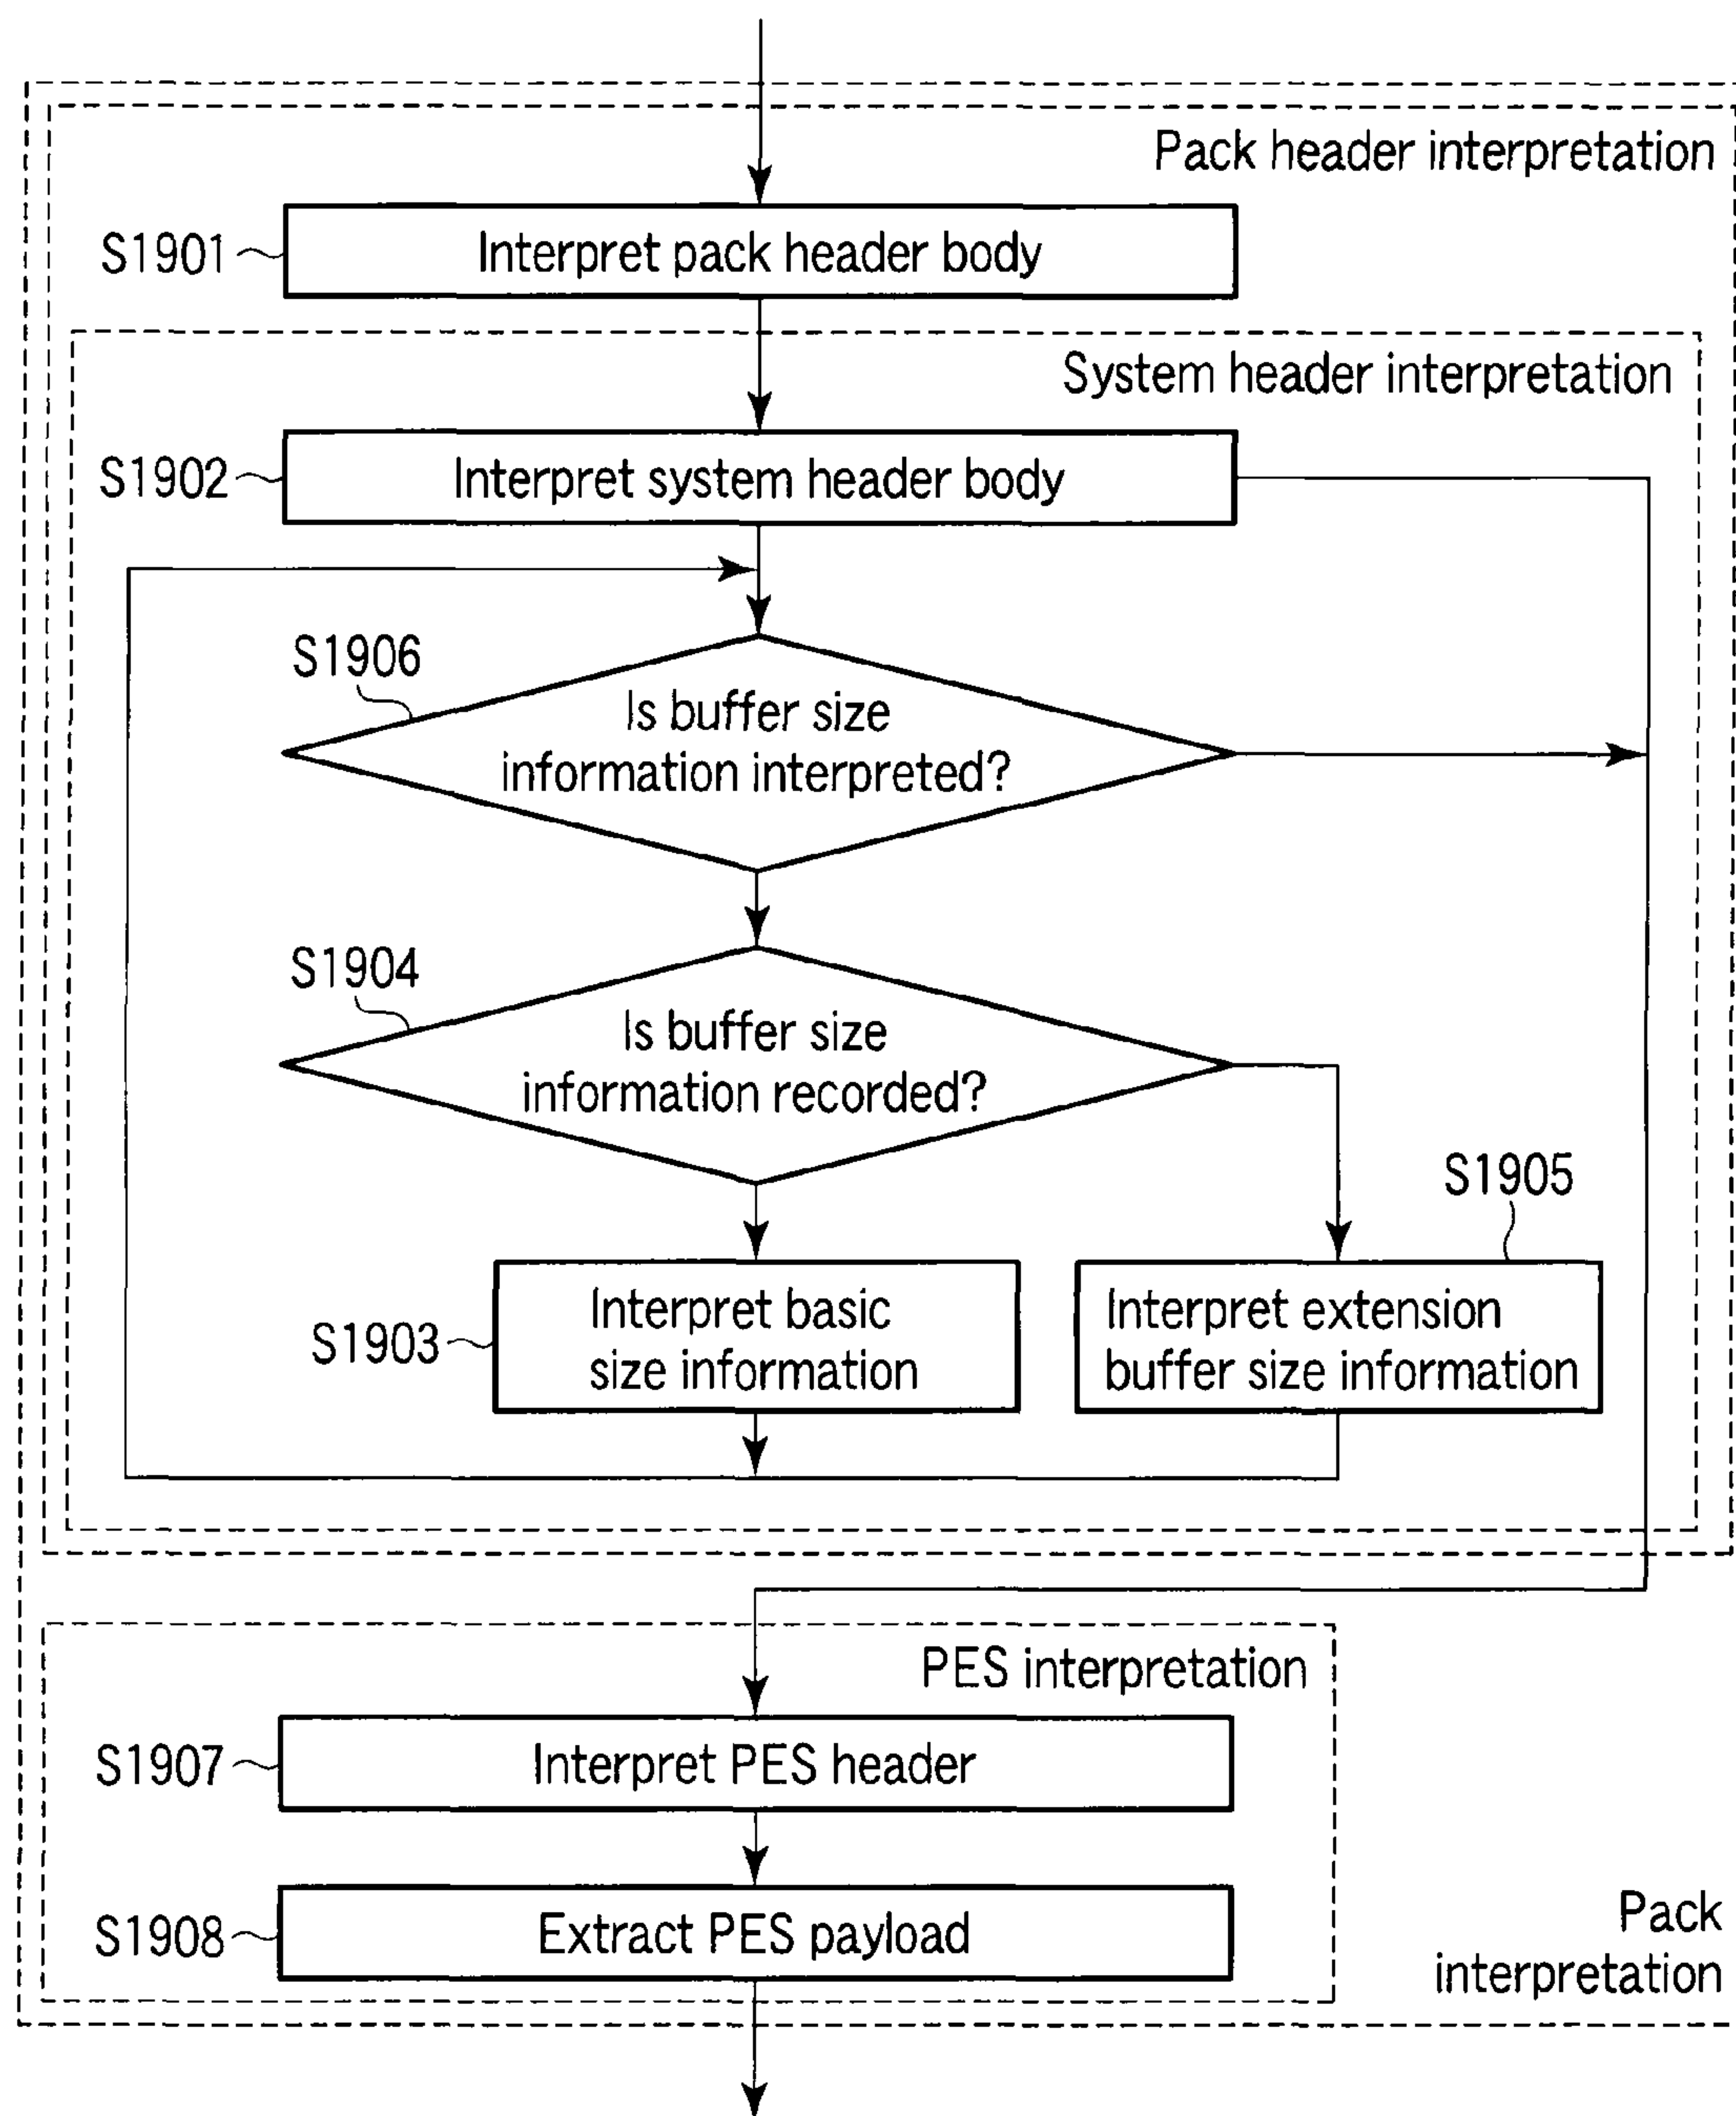 Pack header interpretation
S1901
Interpret pack header body
System header interpretation
S1902
Interpret system header body
S1906
Is buffer size
information interpreted?
S1904
Is buffer size
information recorded?
S1905
S1903
Interpret basic
size information
Interpret extension
buffer size information
PES interpretation
S1907
Interpret PES header
S1908
Extract PES payload
Pack
interpretation